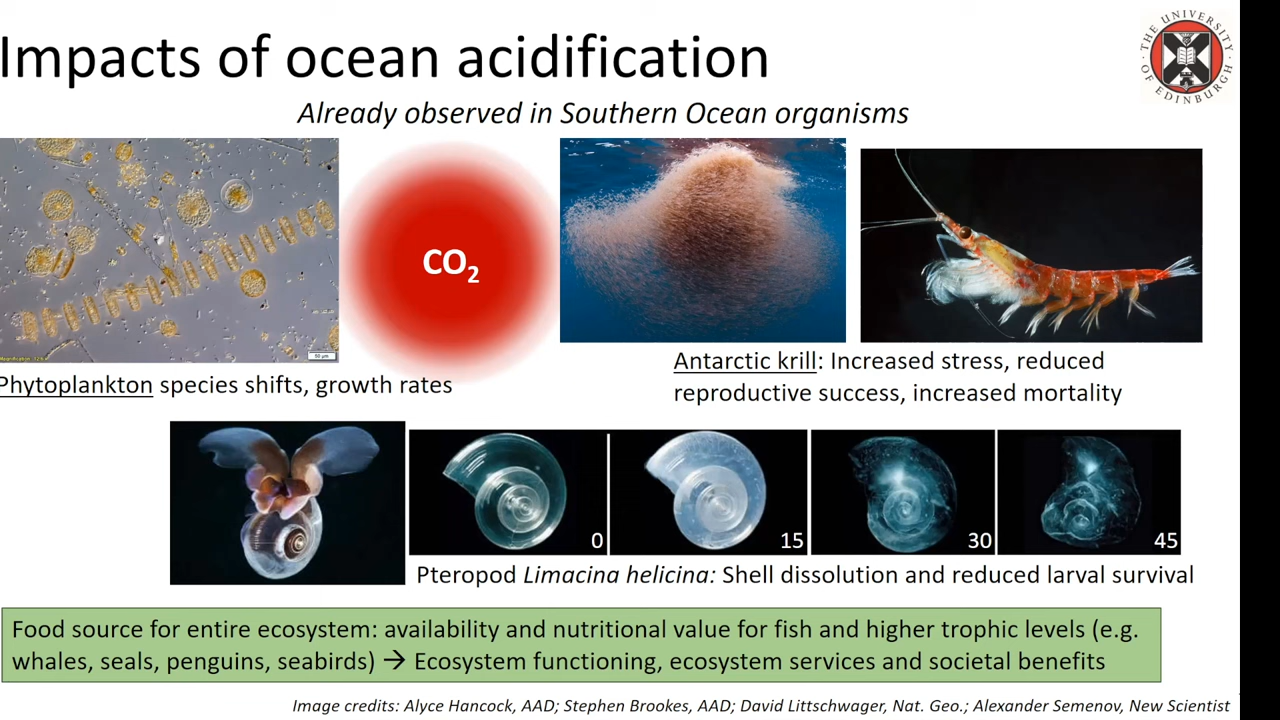 Impacts of ocean acidification
THE UNIVERSITY OF EDINBURGH
Already observed in Southern Ocean organisms
CO₂
50 µm
Phytoplankton species shifts, growth rates
Antarctic krill: Increased stress, reduced
reproductive success, increased mortality
0
15
30
45
Pteropod Limacina helicina: Shell dissolution and reduced larval survival
Food source for entire ecosystem: availability and nutritional value for fish and higher trophic levels (e.g.
whales, seals, penguins, seabirds) → Ecosystem functioning, ecosystem services and societal benefits
Image credits: Alyce Hancock, AAD; Stephen Brookes, AAD; David Littschwager, Nat. Geo.; Alexander Semenov, New Scientist